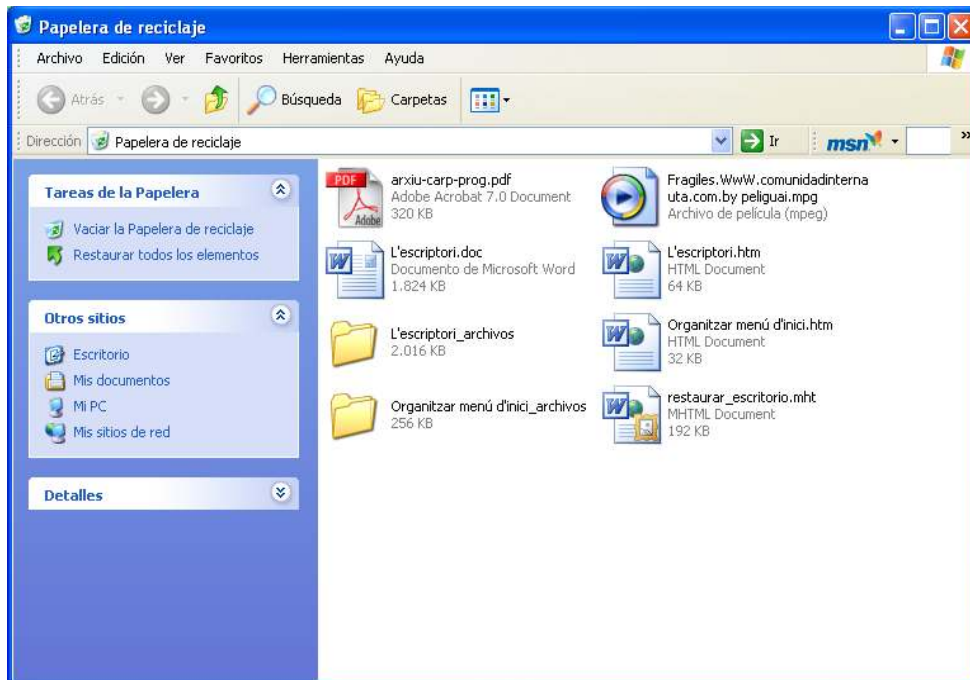 Papelera de reciclaje
Archivo Edición Ver Favoritos Herramientas Ayuda
Atrás Búsqueda Carpetas
Dirección Papelera de reciclaje Ir msn »
Tareas de la Papelera
Vaciar la Papelera de reciclaje
Restaurar todos los elementos
Otros sitios
Escritorio
Mis documentos
Mi PC
Mis sitios de red
Detalles
PDF
Adobe
arxiu-carp-prog.pdf
Adobe Acrobat 7.0 Document
320 KB
Fragiles.WwW.comunidadinterna
uta.com.by peliguai.mpg
Archivo de película (mpeg)
L'escriptori.doc
Documento de Microsoft Word
1.824 KB
L'escriptori.htm
HTML Document
64 KB
L'escriptori_archivos
2.016 KB
Organitzar menú d'inici.htm
HTML Document
32 KB
Organitzar menú d'inici_archivos
256 KB
restaurar_escritorio.mht
MHTML Document
192 KB